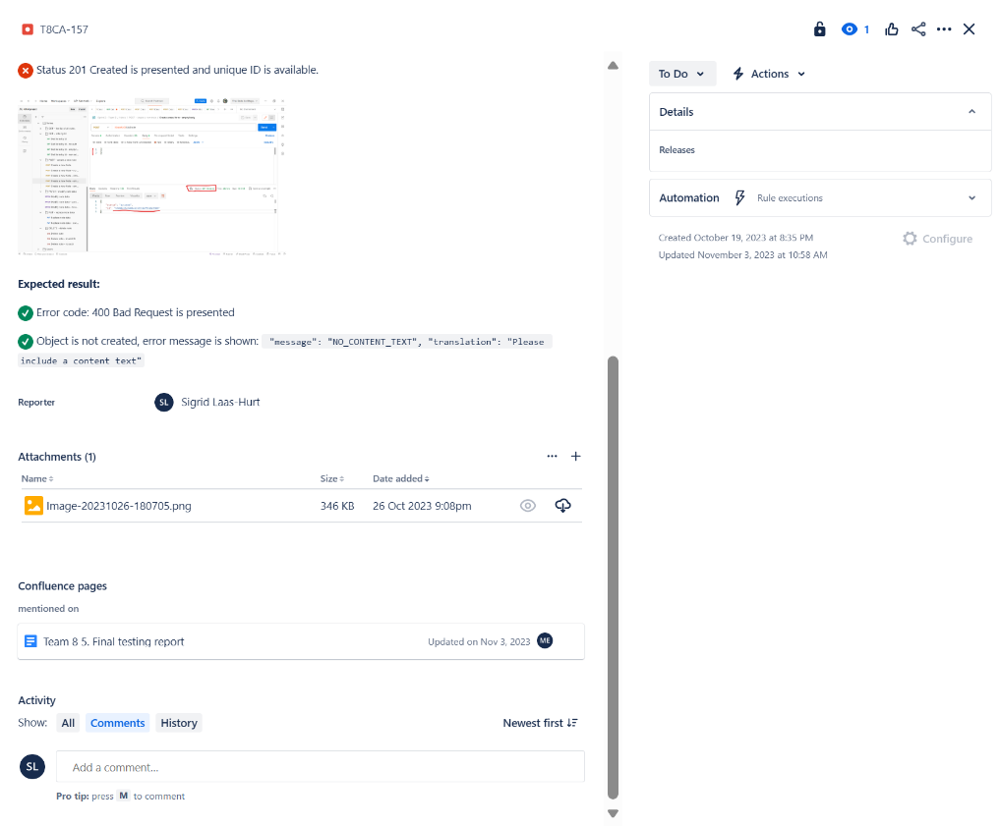 T8CA-157
1
Status 201 Created is presented and unique ID is available.
Expected result:
Error code: 400 Bad Request is presented
Object is not created, error message is shown: "message": "NO_CONTENT_TEXT", "translation": "Please
include a content text"
Reporter
SL Sigrid Laas-Hurt
Attachments (1)
Name Size Date added
Image-20231026-180705.png 346 KB 26 Oct 2023 9:08pm
Confluence pages
mentioned on
Team 8 5. Final testing report Updated on Nov 3, 2023 ME
Activity
Show: All Comments History Newest first
SL Add a comment...
Pro tip: press M to comment
To Do Actions
Details
Releases
Automation Rule executions
Created October 19, 2023 at 8:35 PM
Configure
Updated November 3, 2023 at 10:58 AM